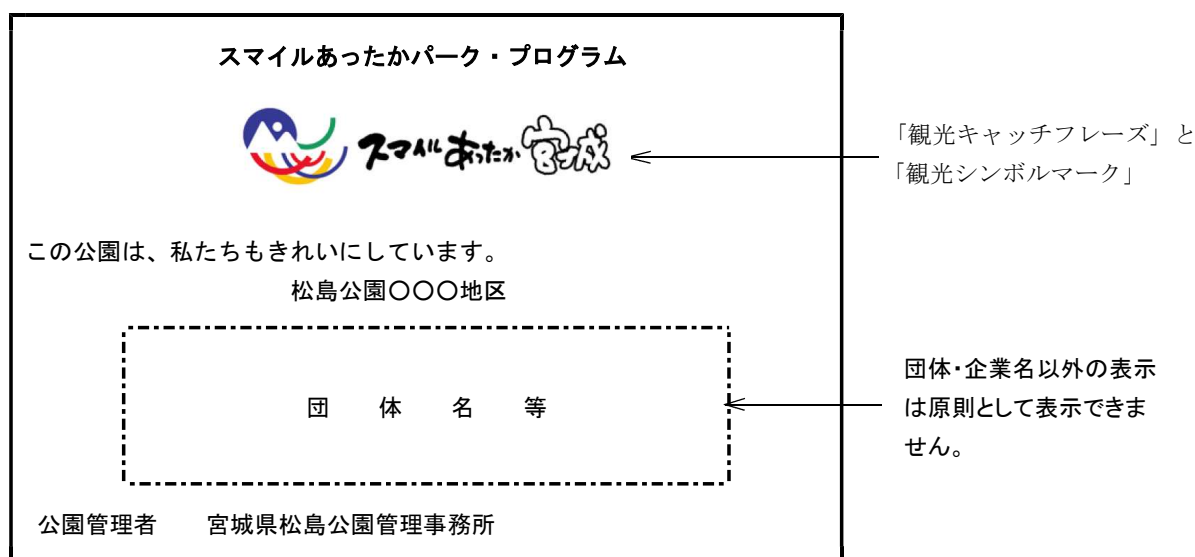 スマイルあったかパーク・プログラム
スマイルあったか宮城
「観光キャッチフレーズ」と
「観光シンボルマーク」
この公園は、私たちもきれいにしています。
松島公園〇〇〇地区
団体名等
団体・企業名以外の表示
は原則として表示できま
せん。
公園管理者　宮城県松島公園管理事務所